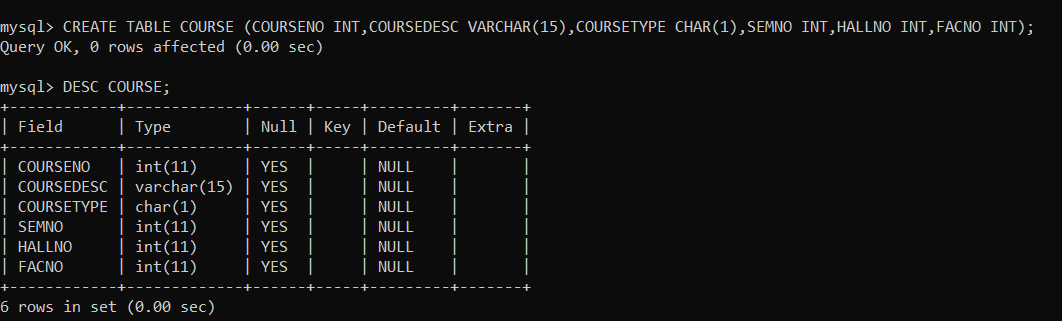 mysql> CREATE TABLE COURSE (COURSENO INT,COURSEDESC VARCHAR(15),COURSETYPE CHAR(1),SEMNO INT,HALLNO INT,FACNO INT);
Query OK, 0 rows affected (0.00 sec)

mysql> DESC COURSE;
+------------+-------------+------+-----+---------+-------+
| Field      | Type        | Null | Key | Default | Extra |
+------------+-------------+------+-----+---------+-------+
| COURSENO   | int(11)     | YES  |     | NULL    |       |
| COURSEDESC | varchar(15) | YES  |     | NULL    |       |
| COURSETYPE | char(1)     | YES  |     | NULL    |       |
| SEMNO      | int(11)     | YES  |     | NULL    |       |
| HALLNO     | int(11)     | YES  |     | NULL    |       |
| FACNO      | int(11)     | YES  |     | NULL    |       |
+------------+-------------+------+-----+---------+-------+
6 rows in set (0.00 sec)